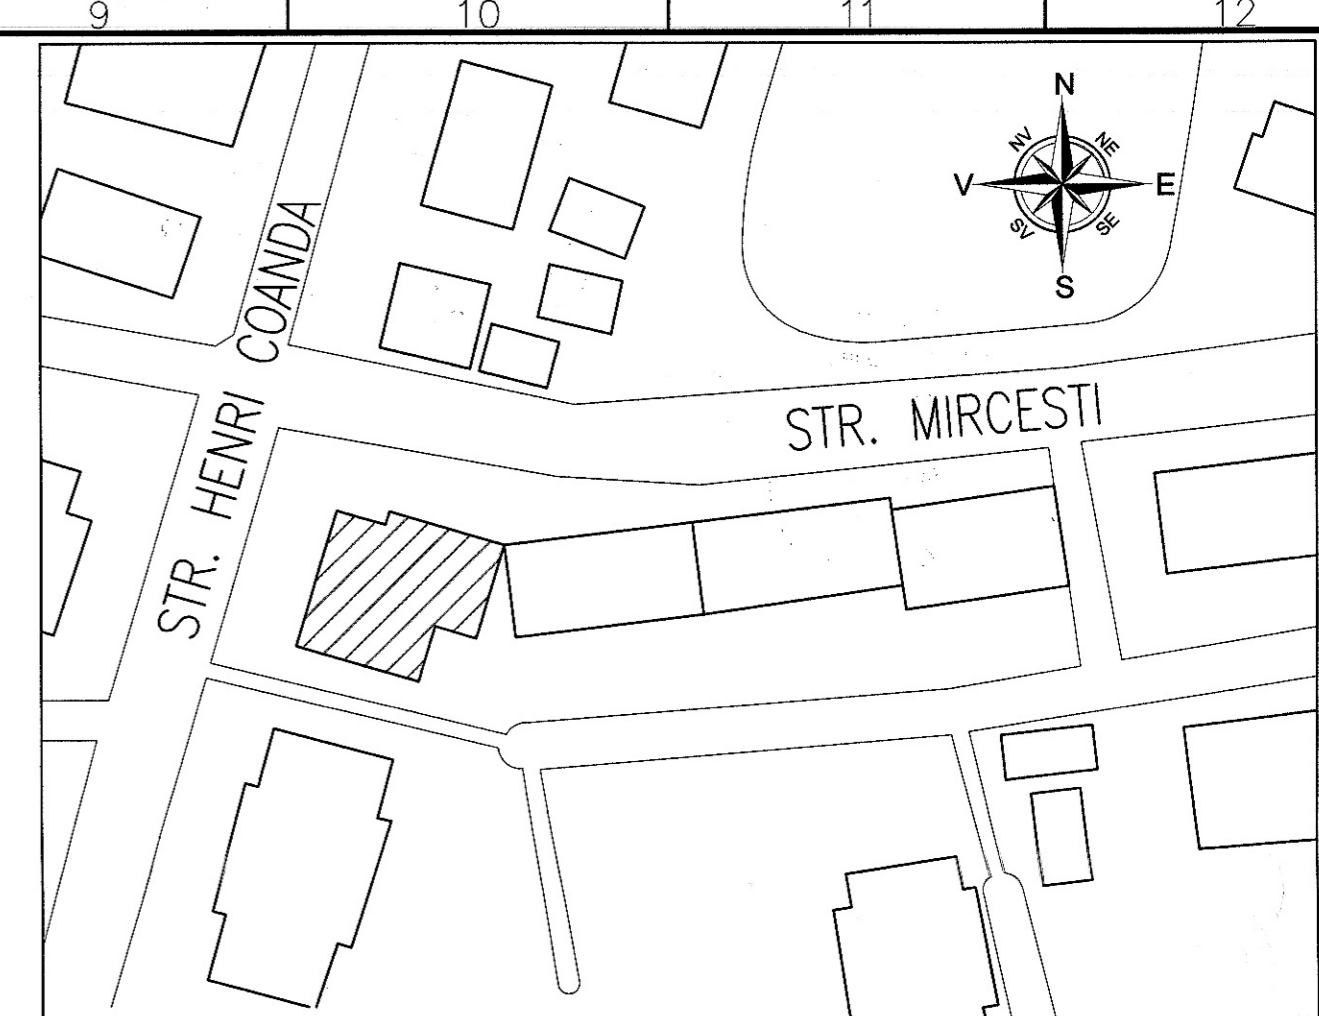 9 10 11 12
N
NV NE
V E
SV SE
S
STR. HENRI COANDA
STR. MIRCESTI